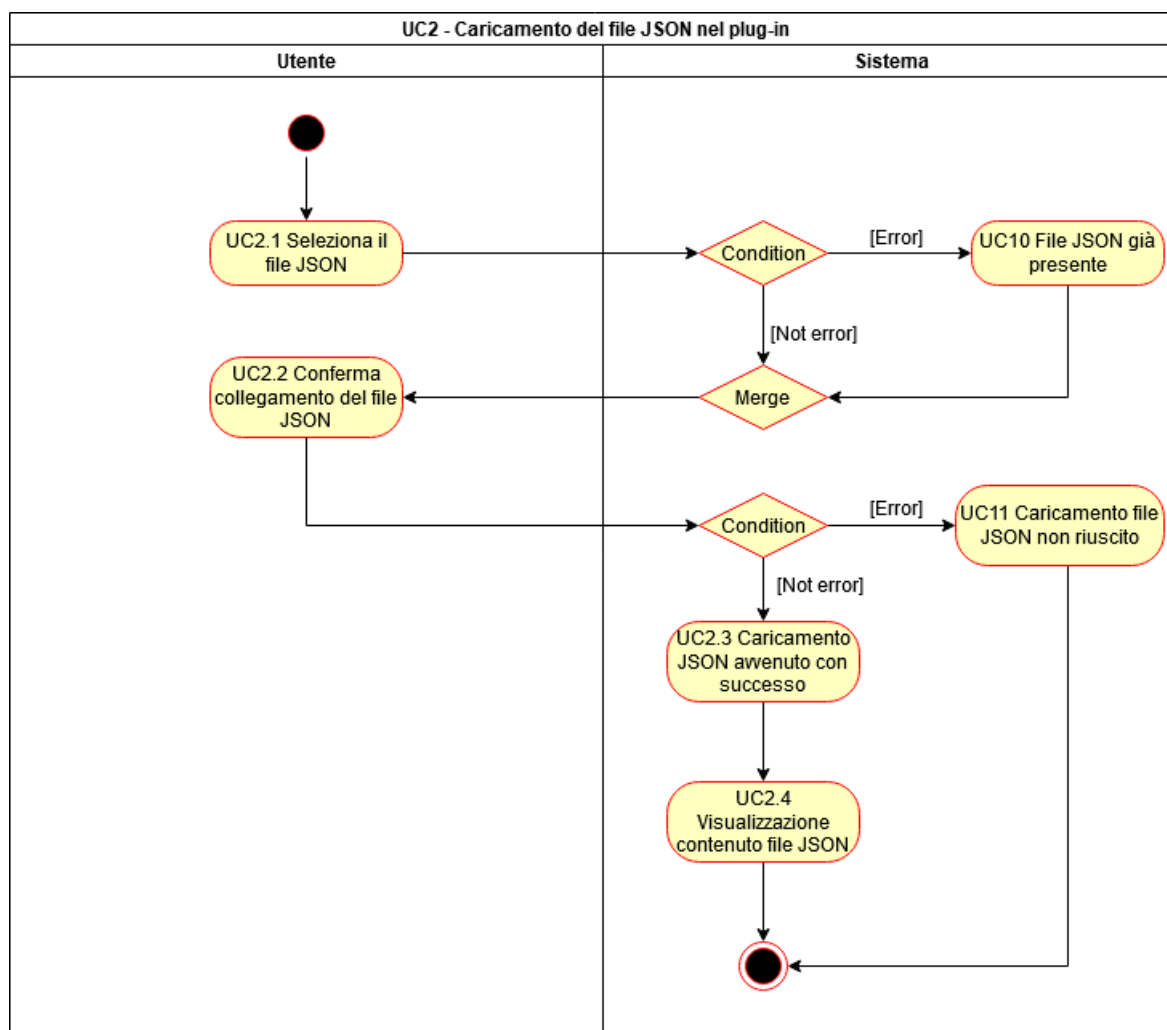 UC2 - Caricamento del file JSON nel plug-in
Utente
Sistema
UC2.1 Seleziona il
file JSON
Condition
[Error]
UC10 File JSON già
presente
[Not error]
UC2.2 Conferma
collegamento del file
JSON
Merge
Condition
[Error]
UC11 Caricamento file
JSON non riuscito
[Not error]
UC2.3 Caricamento
JSON avvenuto con
successo
UC2.4
Visualizzazione
contenuto file JSON